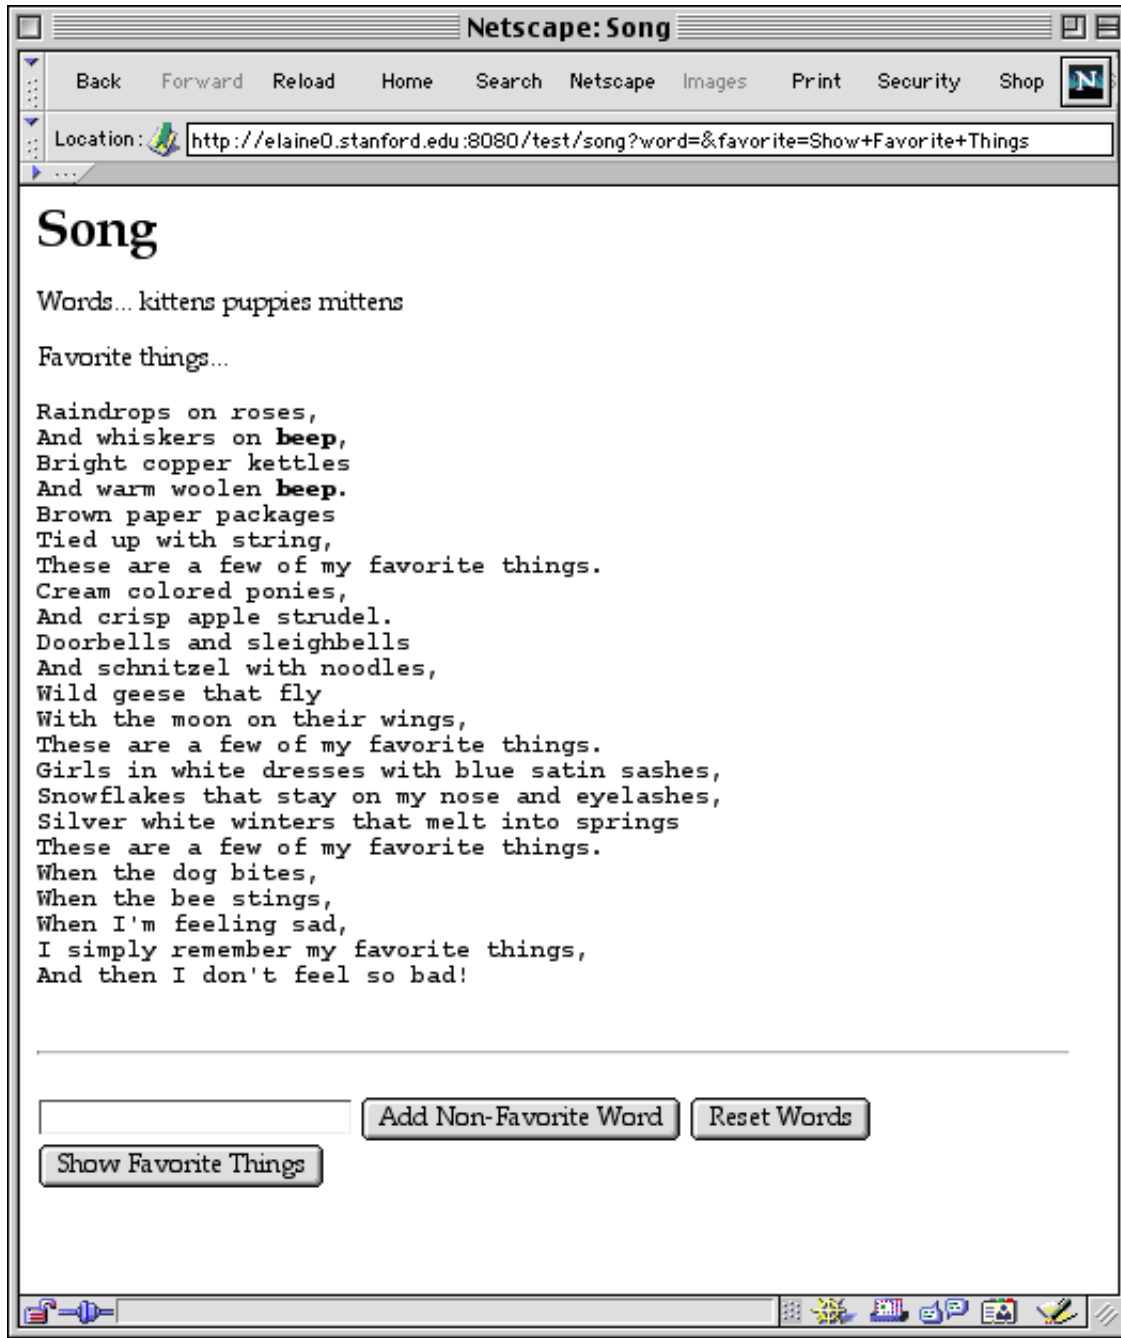 Netscape: Song
Back Forward Reload Home Search Netscape Images Print Security Shop N
Location: http://elaine0.stanford.edu:8080/test/song?word=&favorite=Show+Favorite+Things
...
Song
Words... kittens puppies mittens
Favorite things...
Raindrops on roses,
And whiskers on beep,
Bright copper kettles
And warm woolen beep.
Brown paper packages
Tied up with string,
These are a few of my favorite things.
Cream colored ponies,
And crisp apple strudel.
Doorbells and sleighbells
And schnitzel with noodles,
Wild geese that fly
With the moon on their wings,
These are a few of my favorite things.
Girls in white dresses with blue satin sashes,
Snowflakes that stay on my nose and eyelashes,
Silver white winters that melt into springs
These are a few of my favorite things.
When the dog bites,
When the bee stings,
When I'm feeling sad,
I simply remember my favorite things,
And then I don't feel so bad!
Add Non-Favorite Word Reset Words
Show Favorite Things